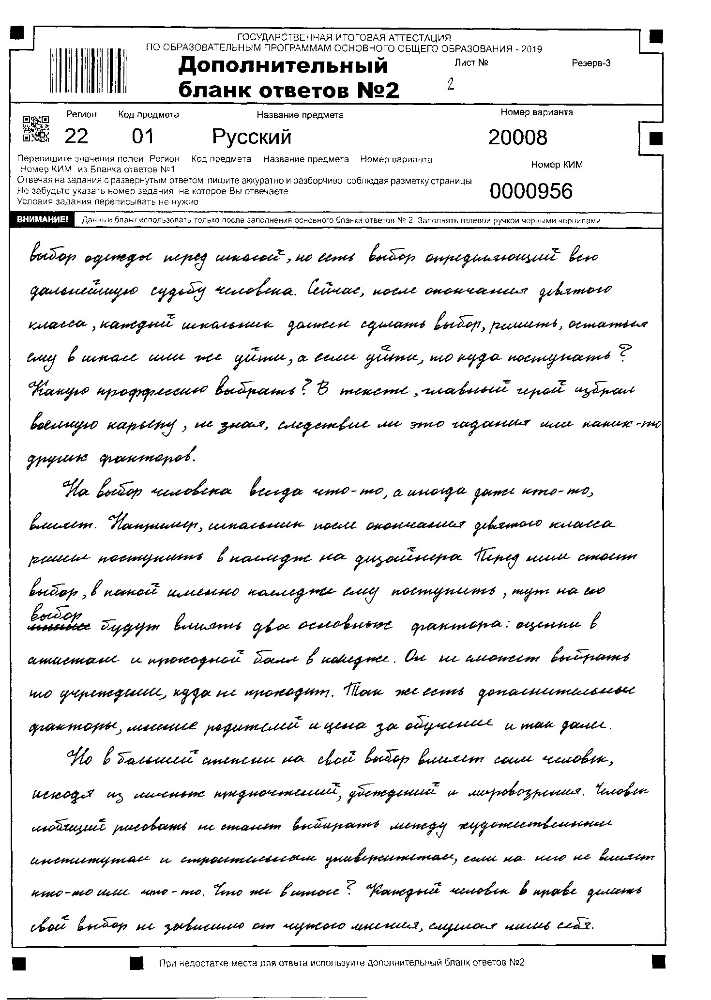 ГОСУДАРСТВЕННАЯ ИТОГОВАЯ АТТЕСТАЦИЯ
ПО ОБРАЗОВАТЕЛЬНЫМ ПРОГРАММАМ ОСНОВНОГО ОБЩЕГО ОБРАЗОВАНИЯ - 2019
Дополнительный
бланк ответов №2
Лист №
2
Резерв-3
Регион Код предмета Название предмета Номер варианта
22 01 Русский 20008
Перепишите значения полеи Регион Код предмета Название предмета Номер варианта
Номер КИМ из Бланка ответов №1
Номер КИМ
Отвечая на задания с развернутым ответом пишите аккуратно и разборчиво соблюдая разметку страницы
Не забудьте указать номер задания на которое Вы отвечаете
Условия задания переписывать не нужно
0000956
ВНИМАНИЕ! Данныи бланк использовать только после заполнения основного бланка ответов № 2 Заполнять гелевои ручкои черными чернилами
выбор одежды перед школой, но есть выбор определяющий всю
дальнейшую судьбу человека. Сейчас, после окончания девятого
класса, каждый школьник должен сделать выбор, решить, остаться
ему в школе или же уйти, а если уйти, то куда поступать?
Какую проффессию выбрать? В тексте, главный герой избрал
военную карьеру, не зная, следствие ли это гадания или каких-то
других факторов.
На выбор человека всегда что-то, а иногда даже кто-то,
влияет. Например, школьник после окончания девятого класса
решил поступить в колледж на дизайнера Перед ним стоит
выбор, в какой именно колледж ему поступить, тут на его
выбор
будут влиять два основных фактора: оценки в
атистате и проходной балл в колледже. Он не сможет выбрать
то учреждение, куда не проходит. Так же есть дополнительные
факторы, мнение родителей и цена за обучение и так далее.
Но в большей степени на свой выбор влияет сам человек,
исходя из личных предпочтений, убеждений и мировозрения. Человек
любящий рисовать не станет выбирать между художественным
институтом и строительным университетом, если на него не влияет
кто-то или что-то. Что же в итоге? Каждый человек в праве делать
свой выбор не зависимо от чужого мнения, слушая лишь себя.
При недостатке места для ответа используите дополнительный бланк ответов №2